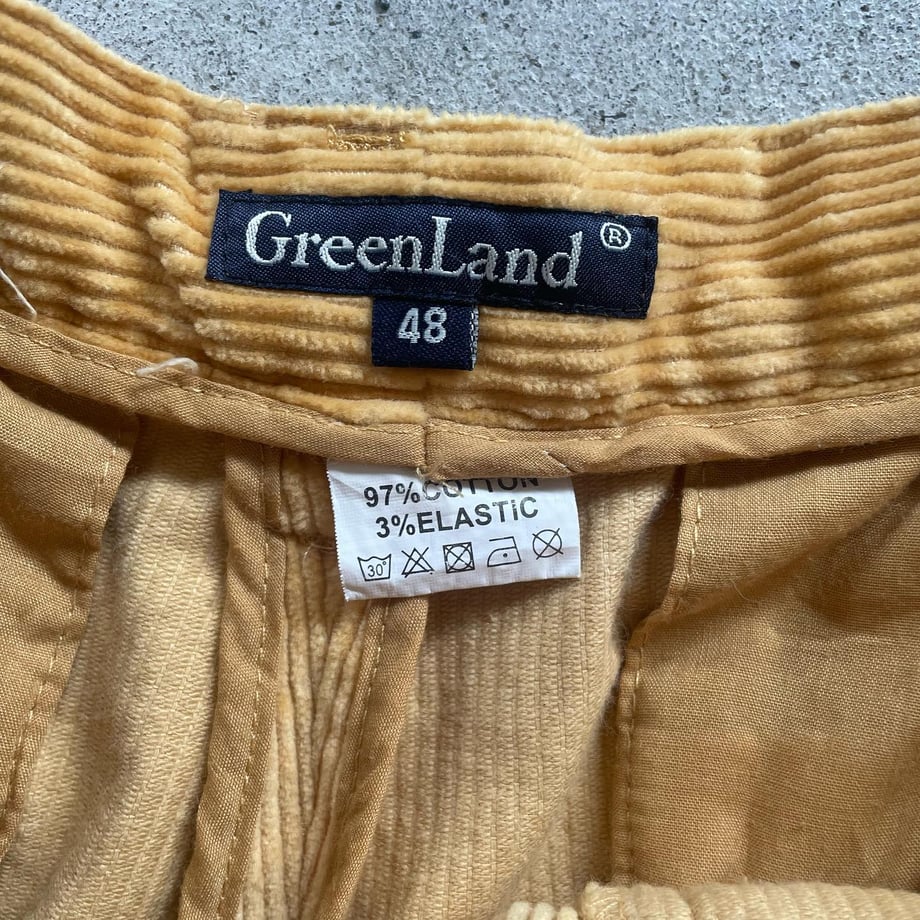 GreenLand ®
48
97%COTTON
3%ELASTIC
30°